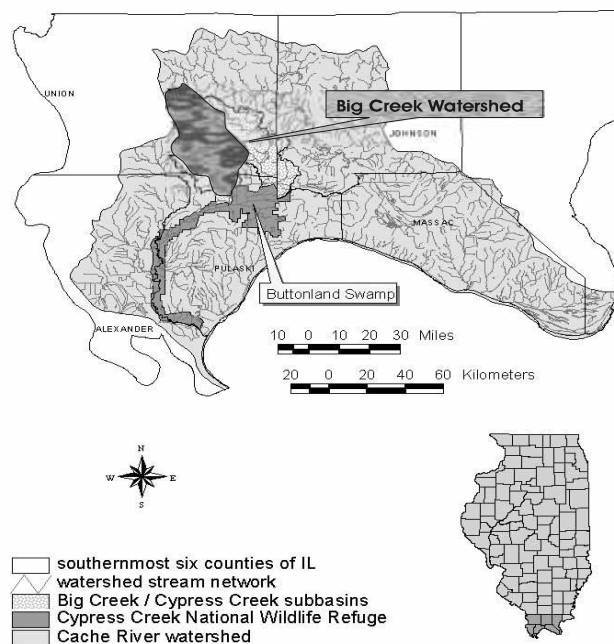 UNION
Big Creek Watershed
JOHNSON
MASSAC
PULASKI
Buttonland Swamp
ALEXANDER
10 0 10 20 30 Miles
20 0 20 40 60 Kilometers
N
W E
S
southernmost six counties of IL
watershed stream network
Big Creek / Cypress Creek subbasins
Cypress Creek National Wildlife Refuge
Cache River watershed